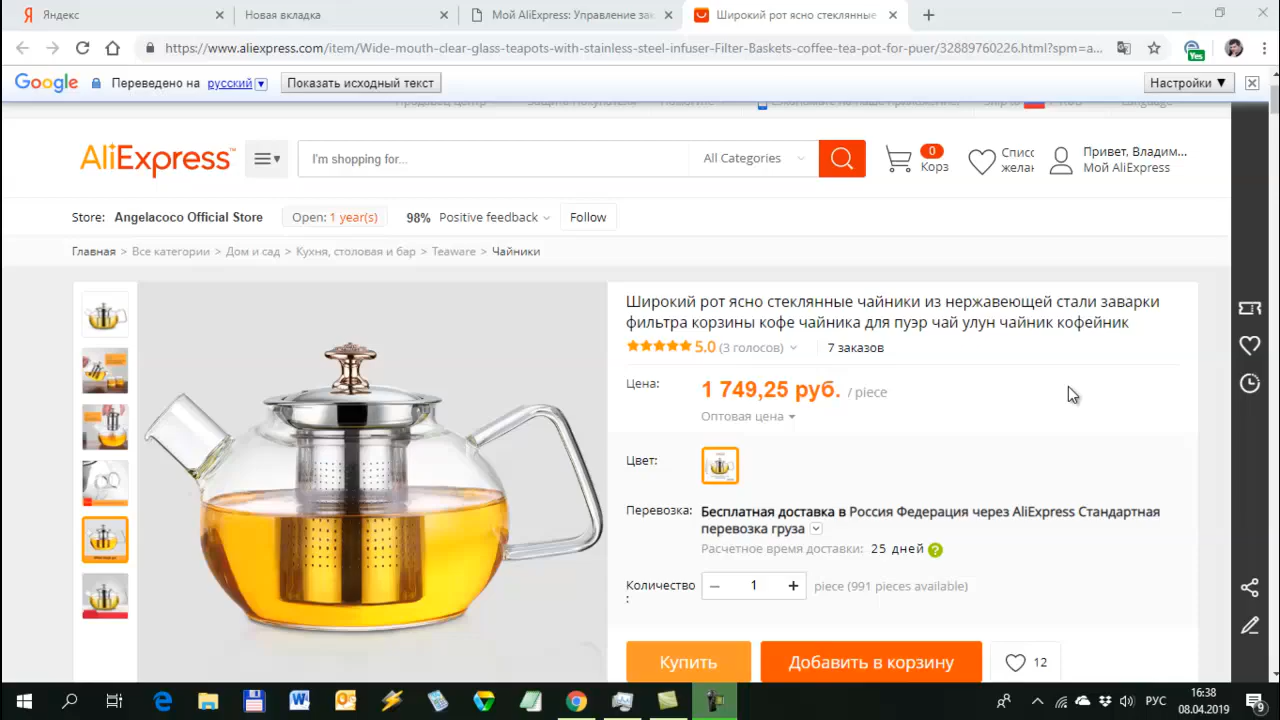 Яндекс
Новая вкладка
Мой AliExpress: Управление зак
Широкий рот ясно стеклянные
https://www.aliexpress.com/item/Wide-mouth-clear-glass-teapots-with-stainless-steel-infuser-Filter-Baskets-coffee-tea-pot-for-puer/32889760226.html?spm=a...
Yes
Google Переведено на русский Показать исходный текст
Настройки
AliExpress
I'm shopping for...
All Categories
0
Корз
Списс
желан
Привет, Владим...
Мой AliExpress
Store: Angelacoco Official Store Open: 1 year(s) 98% Positive feedback Follow
Главная > Все категории > Дом и сад > Кухня, столовая и бар > Teaware > Чайники
Широкий рот ясно стеклянные чайники из нержавеющей стали заварки
фильтра корзины кофе чайника для пуэр чай улун чайник кофейник
5.0 (3 голосов) 7 заказов
Цена: 1 749,25 руб. / piece
Оптовая цена
Цвет:
Перевозка: Бесплатная доставка в Россия Федерация через AliExpress Стандартная
перевозка груза
Расчетное время доставки: 25 дней ?
Количество
:
1
piece (991 pieces available)
Купить
Добавить в корзину
12
РУС
16:38
08.04.2019
9